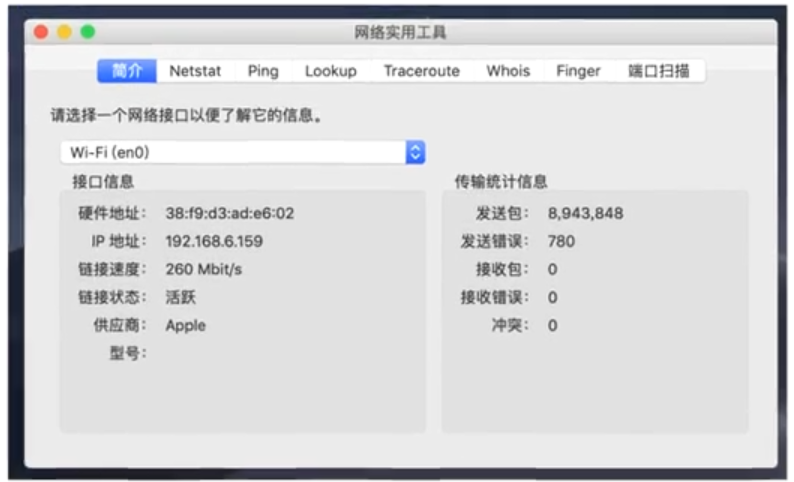 网络实用工具
简介 Netstat Ping Lookup Traceroute Whois Finger 端口扫描
请选择一个网络接口以便了解它的信息。
Wi-Fi (en0)
接口信息
硬件地址： 38:f9:d3:ad:e6:02
IP 地址： 192.168.6.159
链接速度： 260 Mbit/s
链接状态： 活跃
供应商： Apple
型号：
传输统计信息
发送包： 8,943,848
发送错误： 780
接收包： 0
接收错误： 0
冲突： 0